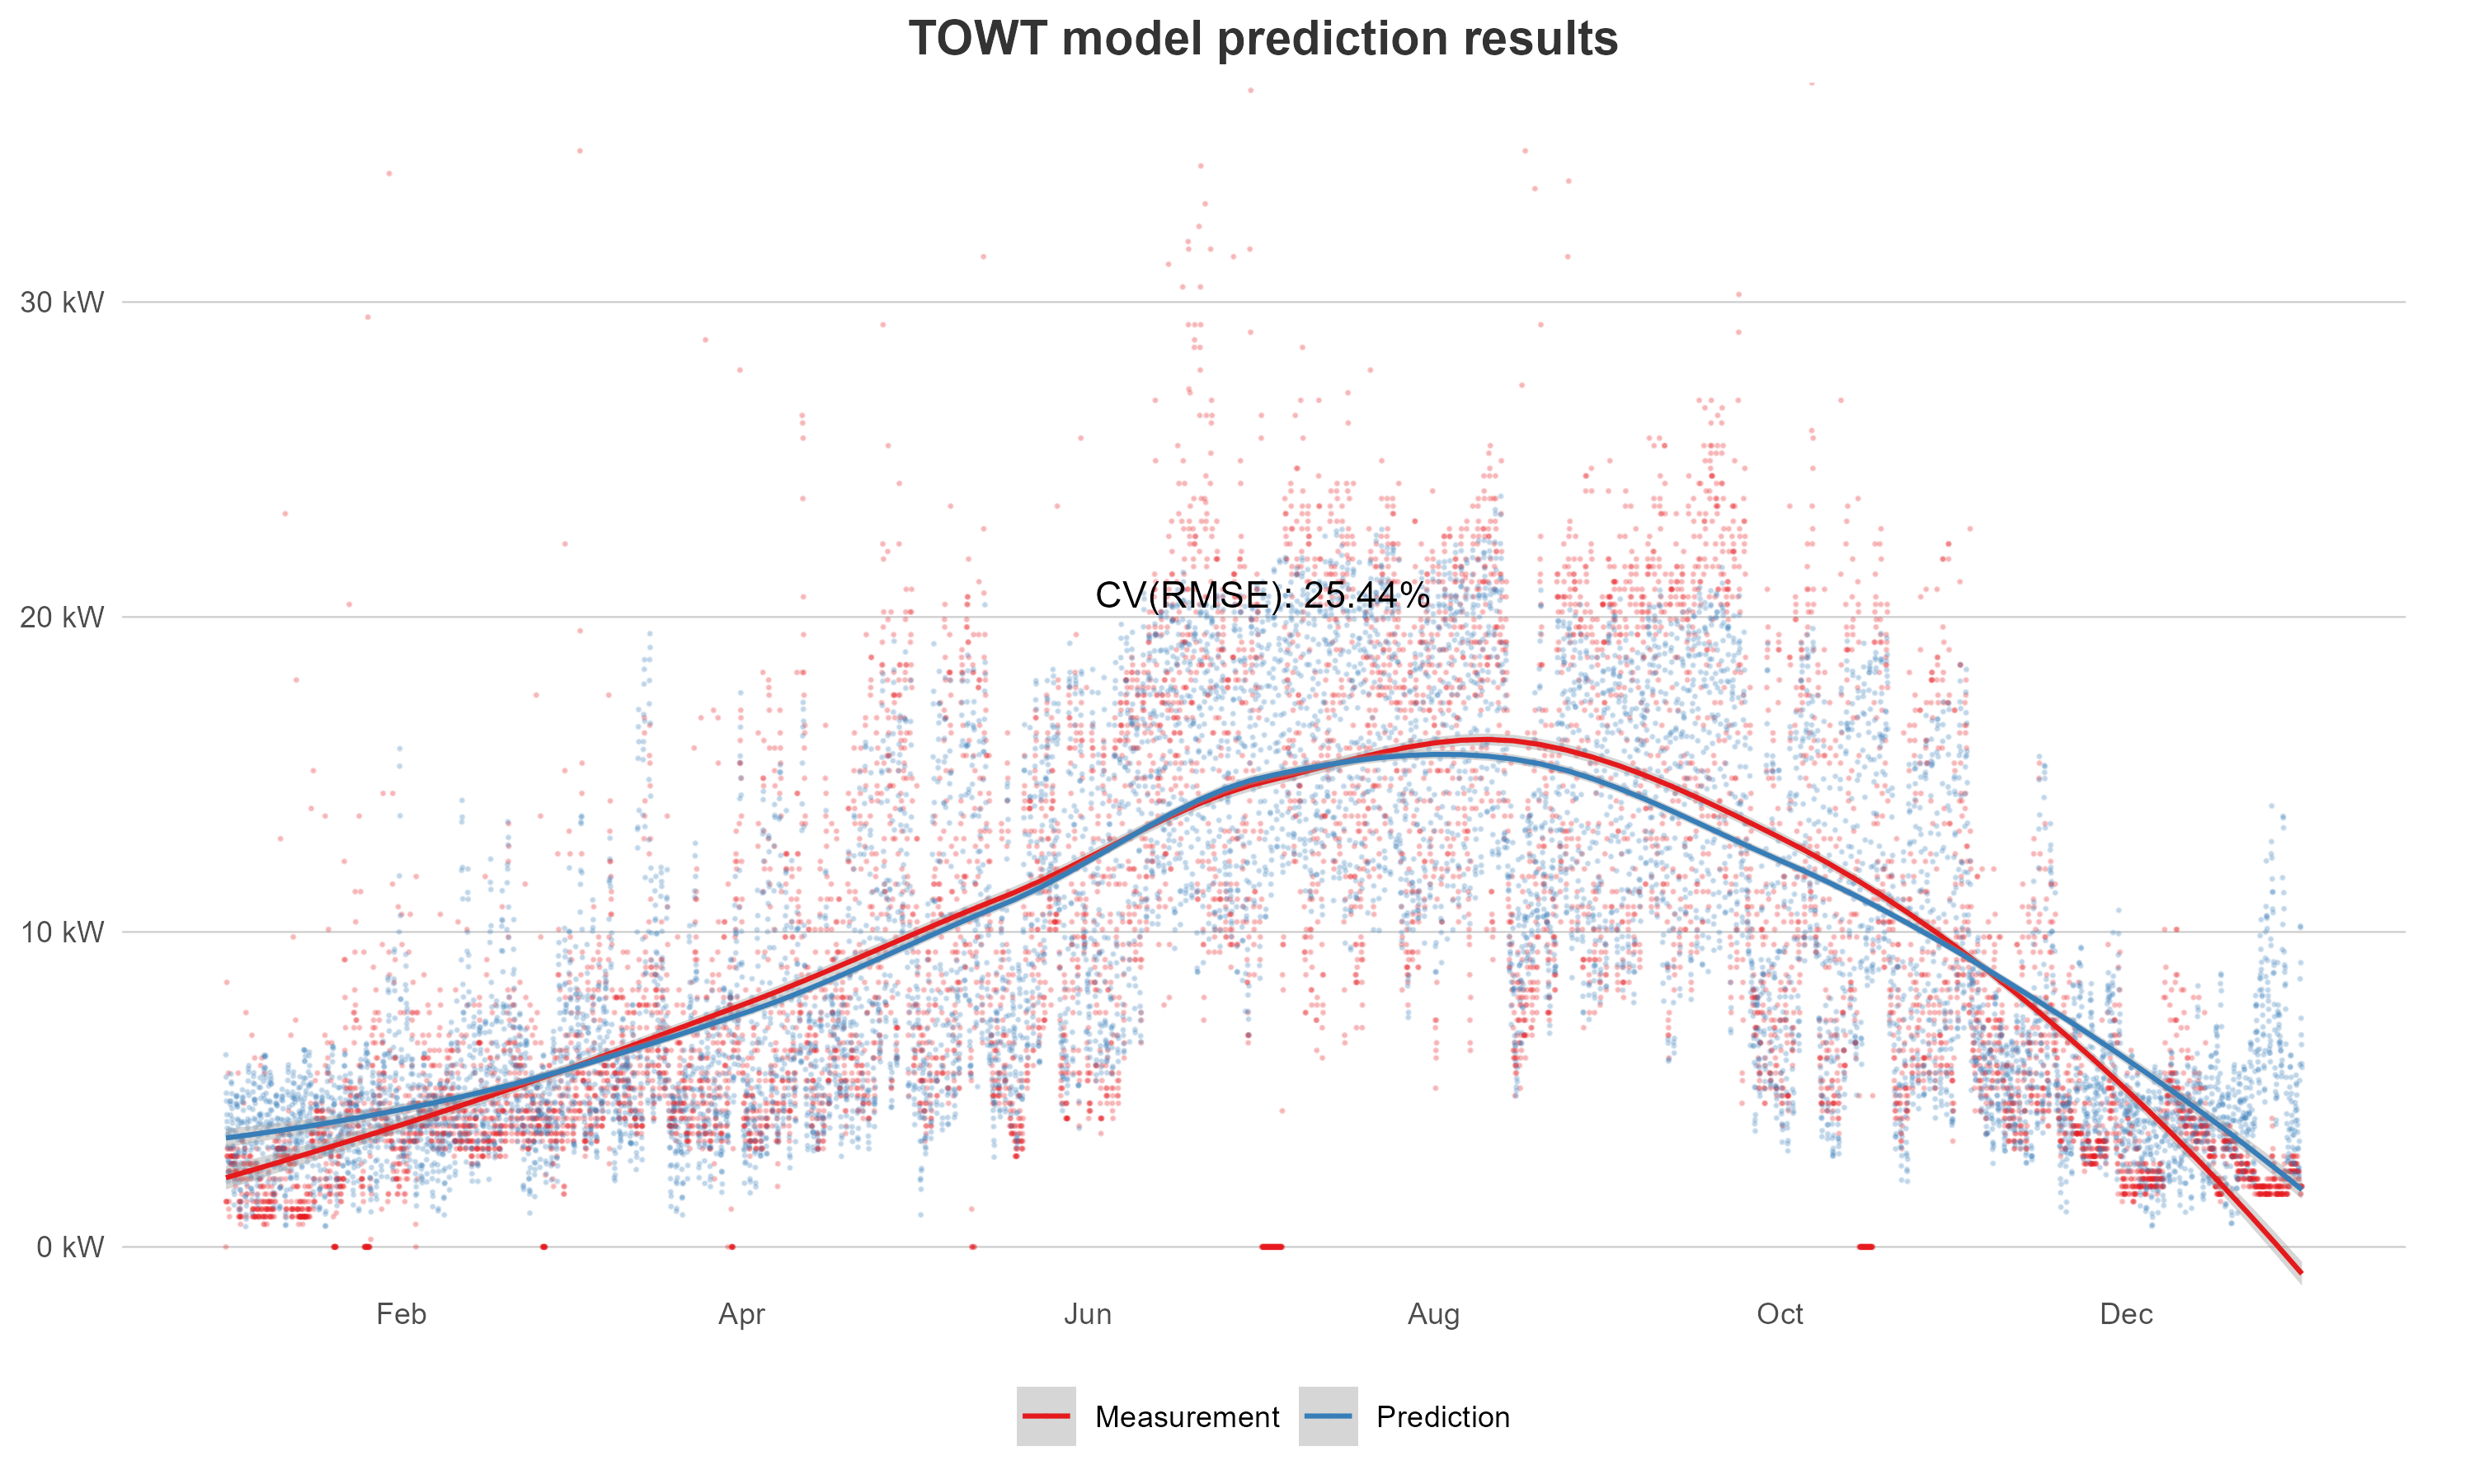 TOWT model prediction results
30 kW
20 kW
10 kW
0 kW
CV(RMSE): 25.44%
Feb Apr Jun Aug Oct Dec
Measurement Prediction